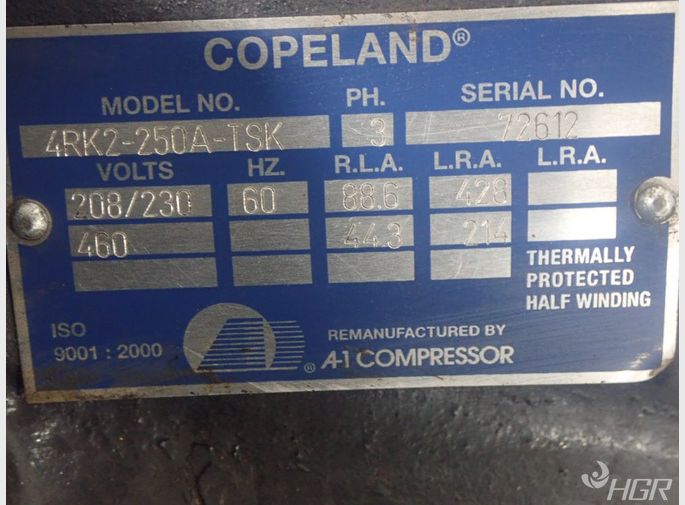 COPELAND®
MODEL NO. PH. SERIAL NO.
4RK2-250A-TSK 3 72612
VOLTS HZ. R.L.A. L.R.A. L.R.A.
208/230 60 88.6 428
460 44.3 214
THERMALLY
PROTECTED
HALF WINDING
ISO
9001 : 2000
REMANUFACTURED BY
® A-1 COMPRESSOR
HGR